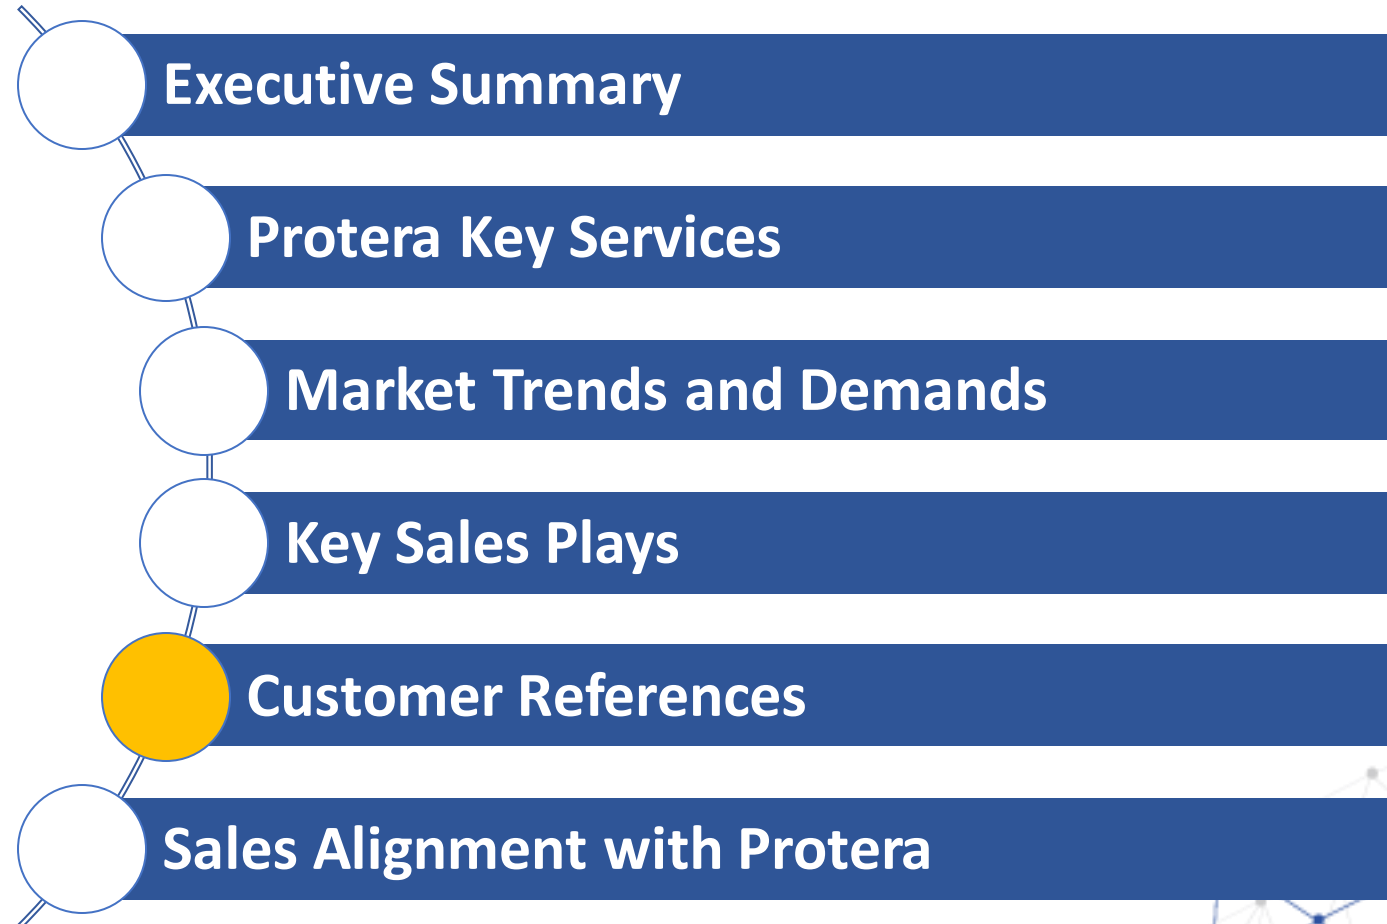 Executive Summary
Protera Key Services
Market Trends and Demands
Key Sales Plays
Customer References
Sales Alignment with Protera